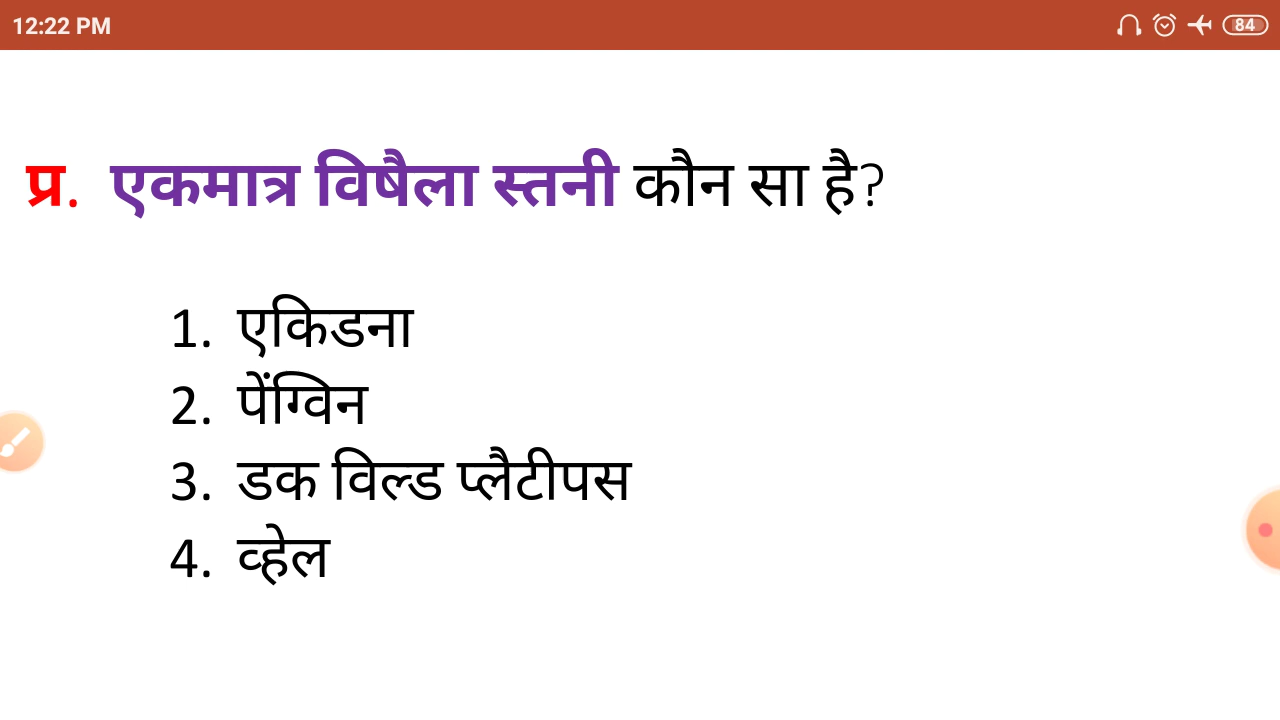 12:22 PM 84
प्र. एकमात्र विषैला स्तनी कौन सा है?
1. एकिडना
2. पेंग्विन
3. डक विल्ड प्लैटीपस
4. व्हेल